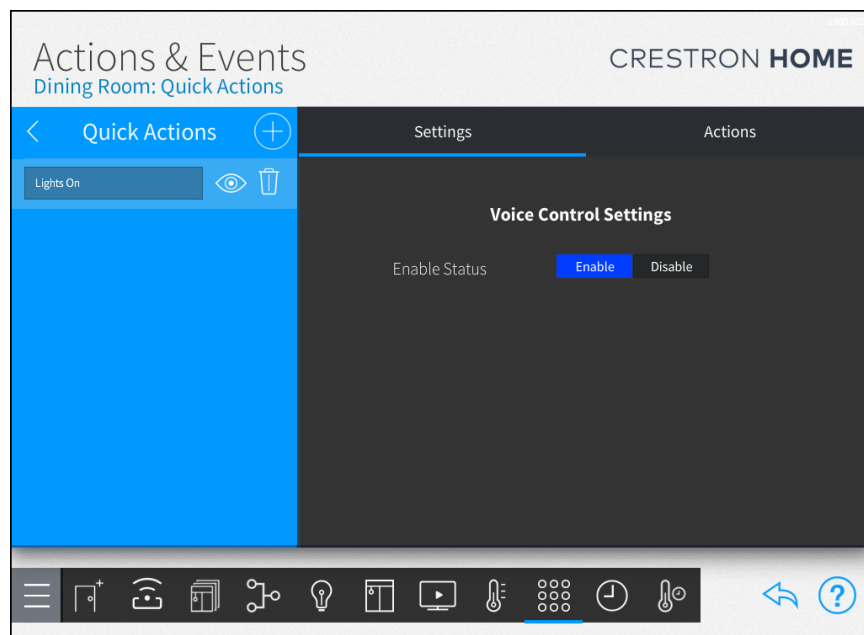 Actions & Events
CRESTRON HOME
Dining Room: Quick Actions
Quick Actions
Settings
Actions
Lights On
Voice Control Settings
Enable Status
Enable
Disable
?